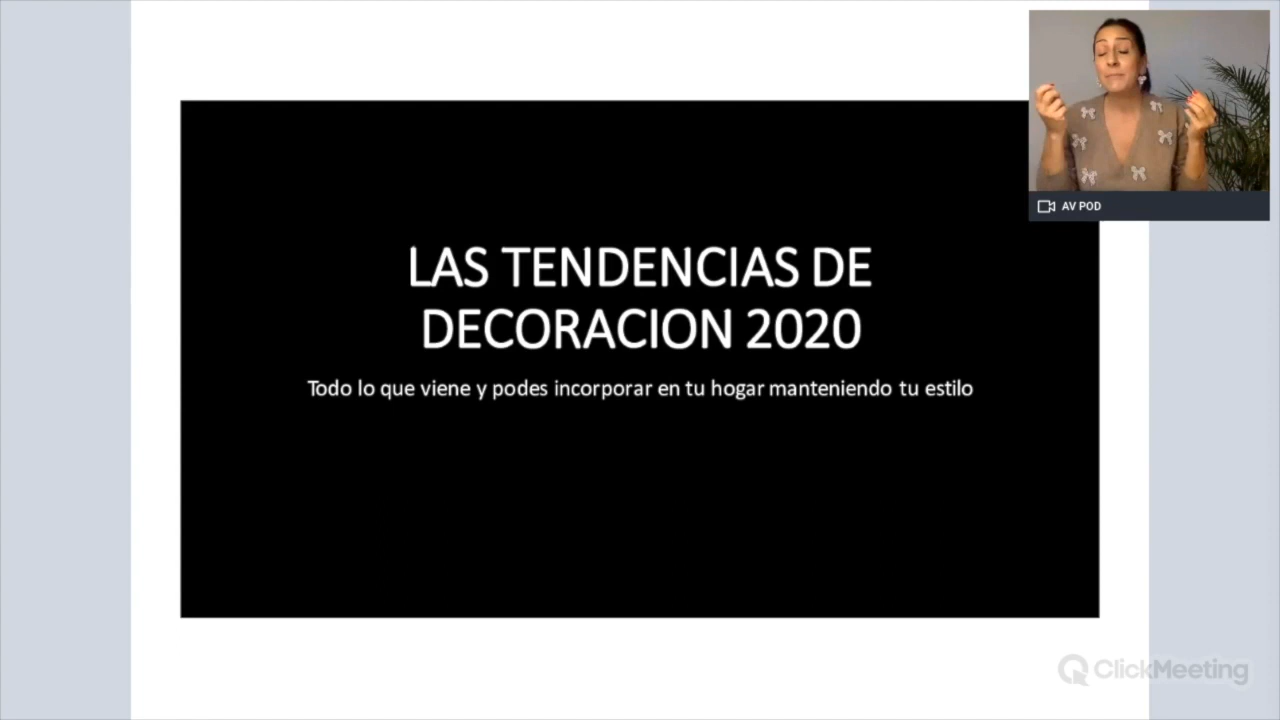 AV POD
LAS TENDENCIAS DE
DECORACION 2020
Todo lo que viene y podes incorporar en tu hogar manteniendo tu estilo
ClickMeeting